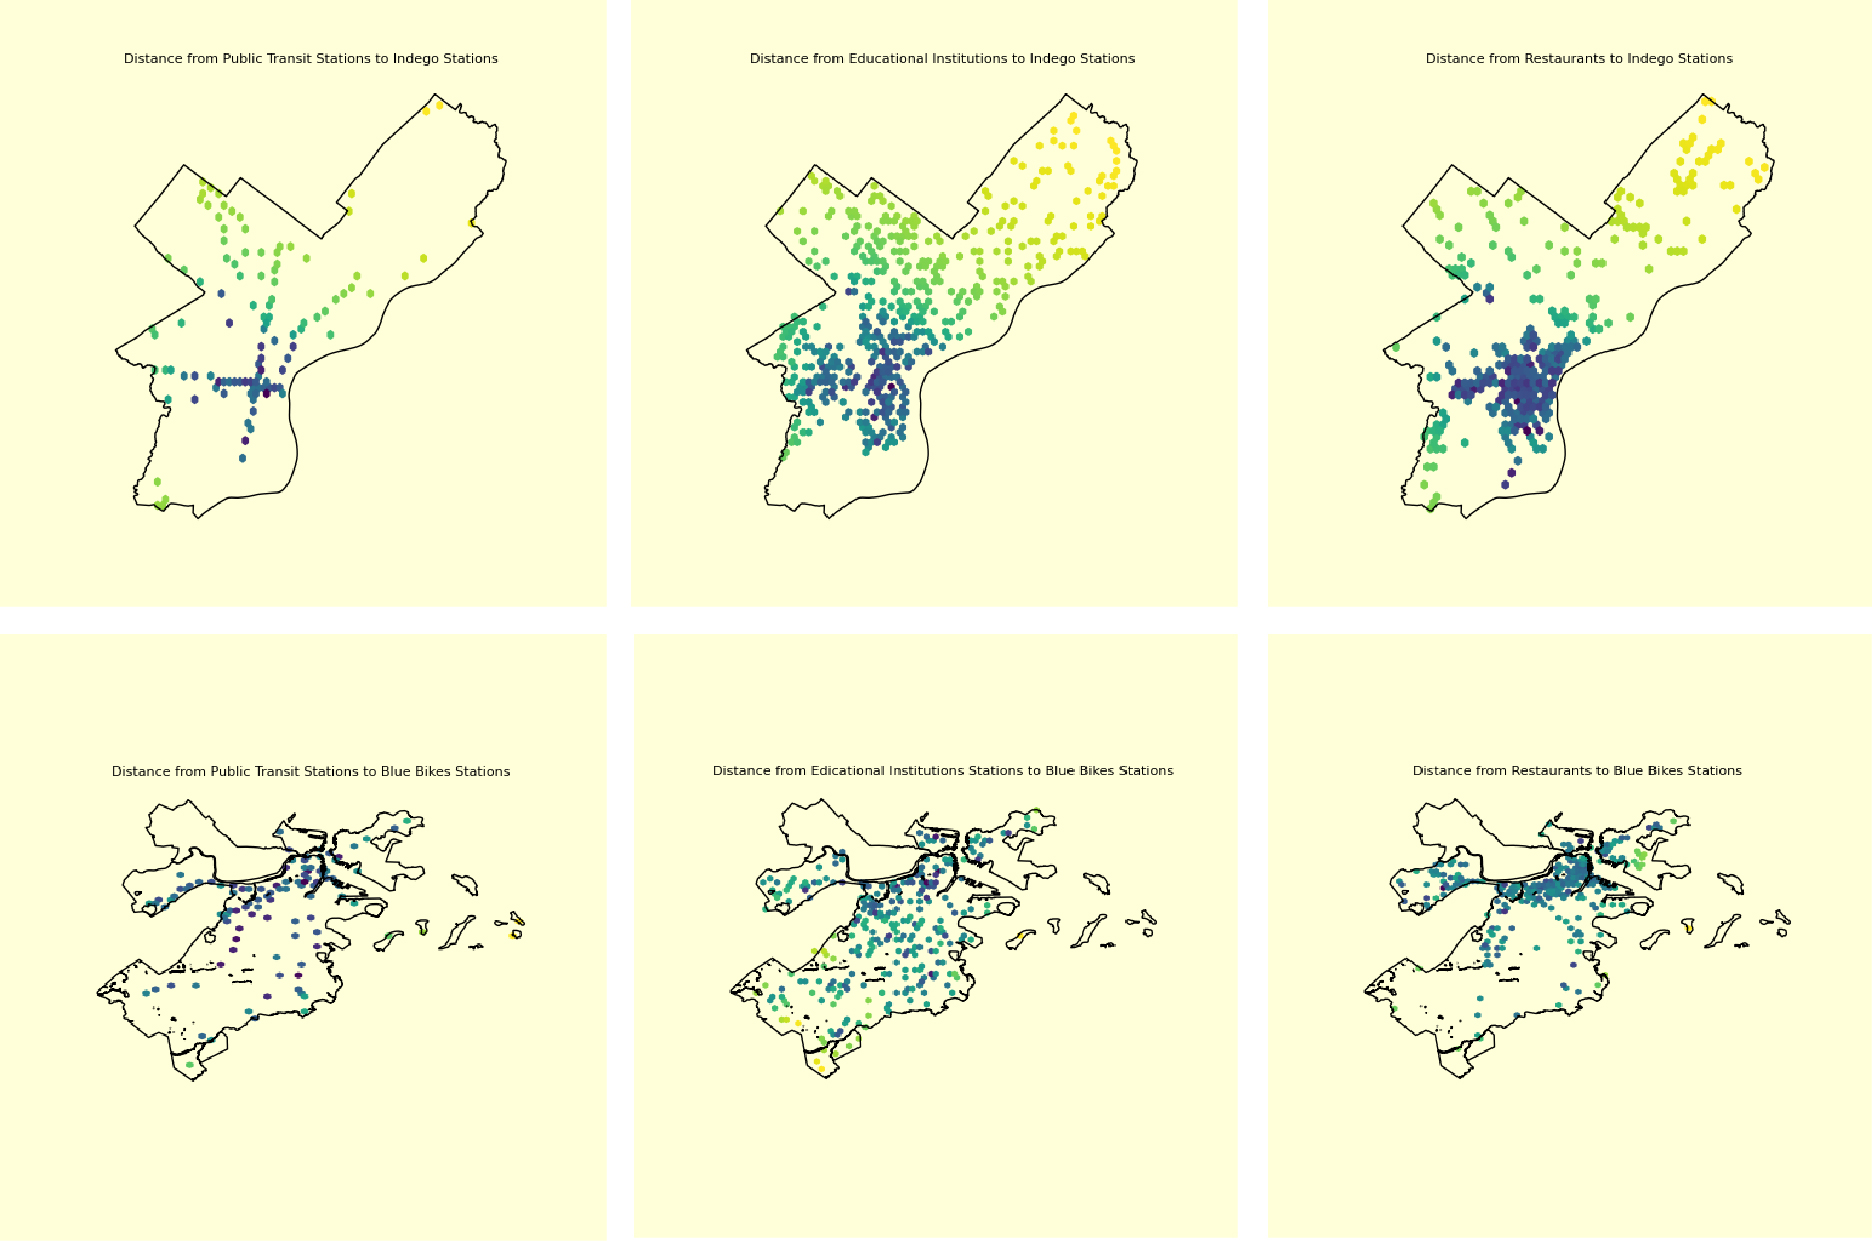 Distance from Public Transit Stations to Indego Stations
Distance from Educational Institutions to Indego Stations
Distance from Restaurants to Indego Stations
Distance from Public Transit Stations to Blue Bikes Stations
Distance from Edicational Institutions Stations to Blue Bikes Stations
Distance from Restaurants to Blue Bikes Stations